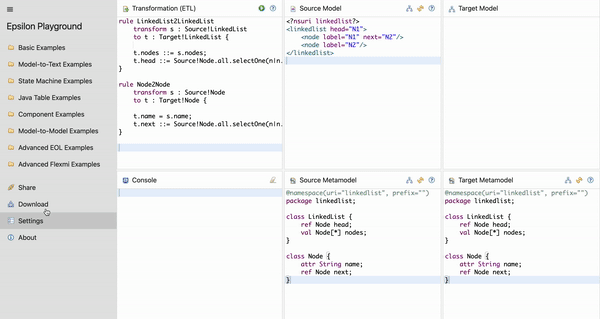 Epsilon Playground
Basic Examples
Model-to-Text Examples
State Machine Examples
Java Table Examples
Component Examples
Model-to-Model Examples
Advanced EOL Examples
Advanced Flexmi Examples
Share
Download
Settings
About
Transformation (ETL)
rule LinkedList2LinkedList
transform s : Source!LinkedList
to t : Target!LinkedList {
t.nodes ::= s.nodes;
t.head ::= Source!Node.all.selectOne(n|n.
}
rule Node2Node
transform s : Source!Node
to t : Target!Node {
t.name = s.name;
t.next ::= Source!Node.all.selectOne(n|n.
}
Console
Source Model
<?nsuri linkedlist?>
<linkedlist head="N1">
<node label="N1" next="N2"/>
<node label="N2"/>
</linkedlist>
Target Model
Source Metamodel
@namespace(uri="linkedlist", prefix="")
package linkedlist;
class LinkedList {
ref Node head;
val Node[*] nodes;
}
class Node {
attr String name;
ref Node next;
}
Target Metamodel
@namespace(uri="linkedlist", prefix="")
package linkedlist;
class LinkedList {
ref Node head;
val Node[*] nodes;
}
class Node {
attr String name;
ref Node next;
}